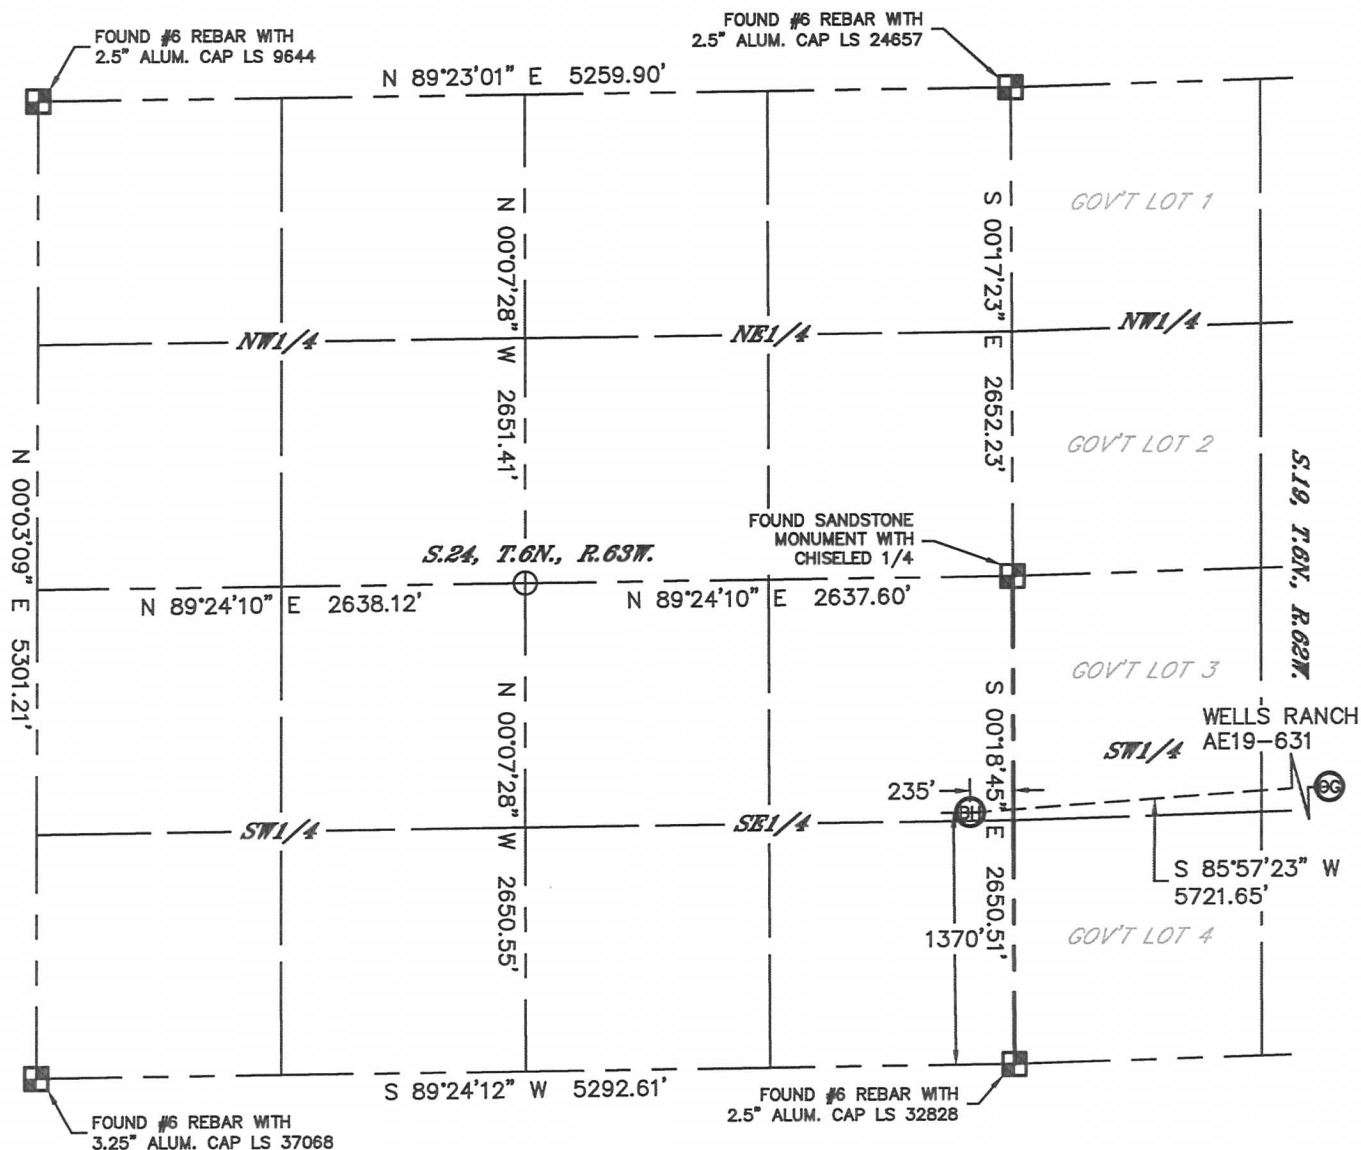 FOUND #6 REBAR WITH
2.5" ALUM. CAP LS 9644
FOUND #6 REBAR WITH
2.5" ALUM. CAP LS 24657
N 89°23'01" E 5259.90'
N 00°07'28" W 2651.41'
S 00°17'23" E 2652.23'
GOV'T LOT 1
NW1/4
NE1/4
NW1/4
GOV'T LOT 2
N 00°03'09" E 5301.21'
S.24, T.6N., R.63W.
FOUND SANDSTONE
MONUMENT WITH
CHISELED 1/4
S.19, T.6N., R.62W.
N 89°24'10" E 2638.12'
N 89°24'10" E 2637.60'
GOV'T LOT 3
N 00°07'28" W 2650.55'
S 00°18'45" E 2650.51'
WELLS RANCH
AE19-631
SW1/4
235'
BH
SW1/4
SE1/4
S 85°57'23" W
5721.65'
1370'
GOV'T LOT 4
S 89°24'12" W 5292.61'
FOUND #6 REBAR WITH
3.25" ALUM. CAP LS 37068
FOUND #6 REBAR WITH
2.5" ALUM. CAP LS 32828